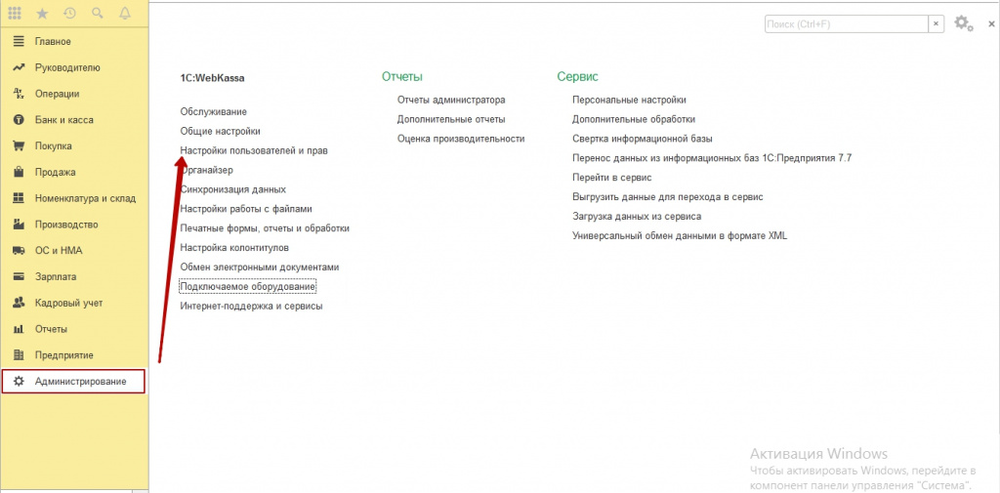 Поиск (Ctrl+F)
×
×
Главное
Руководителю
Дт Кт Операции
Банк и касса
Покупка
Продажа
Номенклатура и склад
Производство
ОС и НМА
Зарплата
Кадровый учет
Отчеты
Предприятие
Администрирование
1С:WebKassa
Обслуживание
Общие настройки
Настройки пользователей и прав
Органайзер
Синхронизация данных
Настройки работы с файлами
Печатные формы, отчеты и обработки
Настройка колонтитулов
Обмен электронными документами
Подключаемое оборудование
Интернет-поддержка и сервисы
Отчеты
Отчеты администратора
Дополнительные отчеты
Оценка производительности
Сервис
Персональные настройки
Дополнительные обработки
Свертка информационной базы
Перенос данных из информационных баз 1С:Предприятия 7.7
Перейти в сервис
Выгрузить данные для перехода в сервис
Загрузка данных из сервиса
Универсальный обмен данными в формате XML
Активация Windows
Чтобы активировать Windows, перейдите в
компонент панели управления "Система".